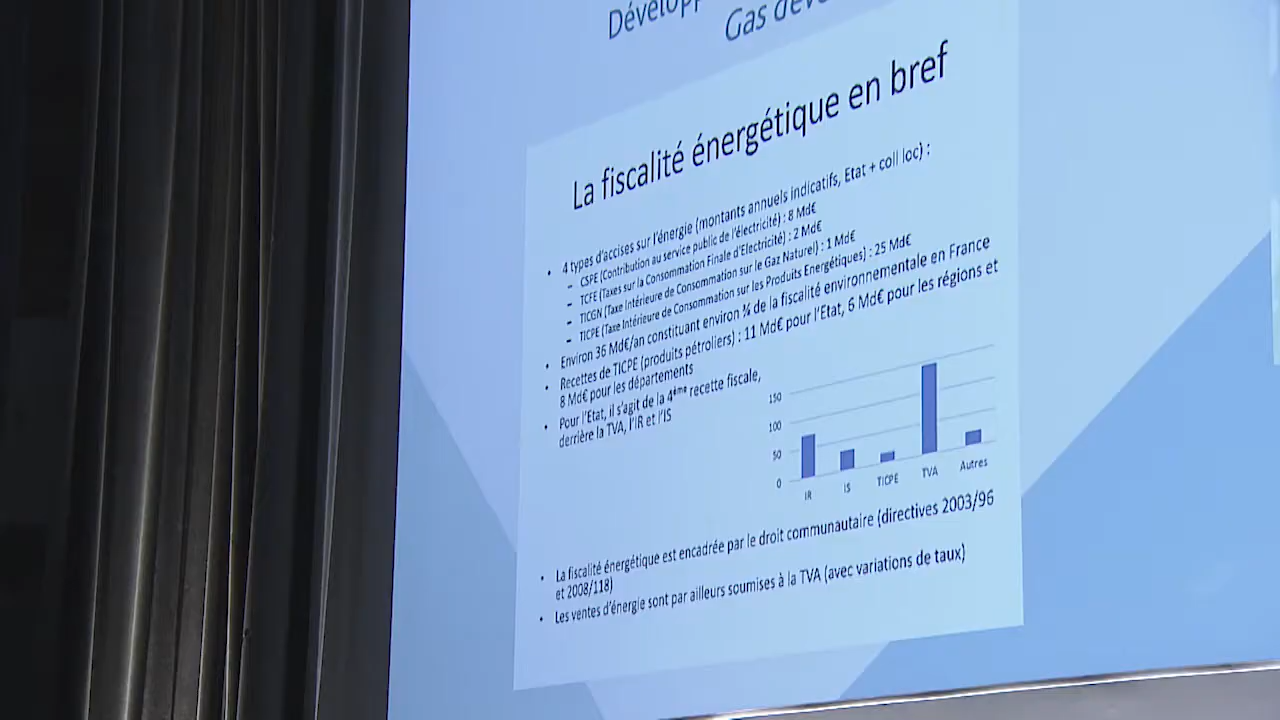 Développ
Gas deve
La fiscalité énergétique en bref
• 4 types d'accises sur l'énergie (montants annuels indicatifs, Etat + coll loc) :
– CSPE (Contribution au service public de l'électricité) : 8 Md€
– TCFE (Taxes sur la Consommation Finale d'Electricité) : 2 Md€
– TICGN (Taxe Intérieure de Consommation sur le Gaz Naturel) : 1 Md€
– TICPE (Taxe Intérieure de Consommation sur les Produits Energétiques) : 25 Md€
• Environ 36 Md€/an constituant environ ¾ de la fiscalité environnementale en France
• Recettes de TICPE (produits pétroliers) : 11 Md€ pour l'Etat, 6 Md€ pour les régions et
8 Md€ pour les départements
• Pour l'Etat, il s'agit de la 4ème recette fiscale,
derrière la TVA, l'IR et l'IS
150
100
50
0
IR IS TICPE TVA Autres
• La fiscalité énergétique est encadrée par le droit communautaire (directives 2003/96
et 2008/118)
• Les ventes d'énergie sont par ailleurs soumises à la TVA (avec variations de taux)